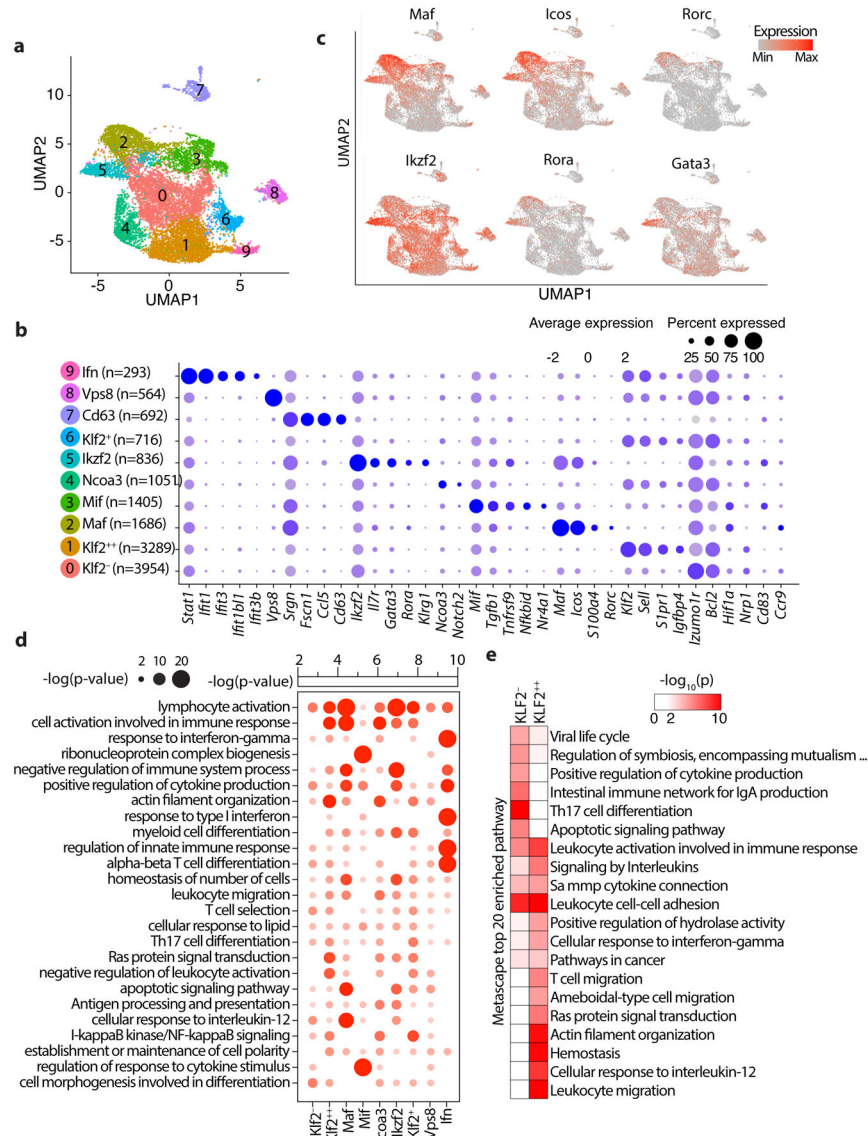 a
10
5
0
-5
UMAP2
7
2
3
5
0
8
4
6
1
9
-5
0
5
UMAP1
c
Maf
Icos
Rorc
Expression
Min
Max
UMAP2
Ikzf2
Rora
Gata3
UMAP1
b
Average expression
-2
0
2
Percent expressed
25
50
75
100
9 Ifn (n=293)
8 Vps8 (n=564)
7 Cd63 (n=692)
6 Klf2⁺ (n=716)
5 Ikzf2 (n=836)
4 Ncoa3 (n=1051)
3 Mif (n=1405)
2 Maf (n=1686)
1 Klf2⁺⁺ (n=3289)
0 Klf2⁻ (n=3954)
Stat1
Ifit1
Ifit3
Ifit1bl1
Ifit3b
Vps8
Srgn
Fscn1
Ccl5
Cd63
Ikzf2
Il7r
Gata3
Rora
Klrg1
Ncoa3
Notch2
Mif
Tgfb1
Tnfrsf9
Nfkbid
Nr4a1
Maf
Icos
S100a4
Rorc
Klf2
Sell
S1pr1
Igfbp4
Izumo1r
Bcl2
Hif1a
Nrp1
Cd83
Ccr9
d
2 10 20
-log(p-value)
2 4 6 8 10
-log(p-value)
lymphocyte activation
cell activation involved in immune response
response to interferon-gamma
ribonucleoprotein complex biogenesis
negative regulation of immune system process
positive regulation of cytokine production
actin filament organization
response to type I interferon
myeloid cell differentiation
regulation of innate immune response
alpha-beta T cell differentiation
homeostasis of number of cells
leukocyte migration
T cell selection
cellular response to lipid
Th17 cell differentiation
Ras protein signal transduction
negative regulation of leukocyte activation
apoptotic signaling pathway
Antigen processing and presentation
cellular response to interleukin-12
I-kappaB kinase/NF-kappaB signaling
establishment or maintenance of cell polarity
regulation of response to cytokine stimulus
cell morphogenesis involved in differentiation
Klf2⁻
Klf2⁺⁺
Maf
Mif
coa3
Ikzf2
Klf2⁺
Vps8
Ifn
e
-log₁₀(p)
0 2 10
KLF2⁻
KLF2⁺⁺
Metascape top 20 enriched pathway
Viral life cycle
Regulation of symbiosis, encompassing mutualism ...
Positive regulation of cytokine production
Intestinal immune network for IgA production
Th17 cell differentiation
Apoptotic signaling pathway
Leukocyte activation involved in immune response
Signaling by Interleukins
Sa mmp cytokine connection
Leukocyte cell-cell adhesion
Positive regulation of hydrolase activity
Cellular response to interferon-gamma
Pathways in cancer
T cell migration
Ameboidal-type cell migration
Ras protein signal transduction
Actin filament organization
Hemostasis
Cellular response to interleukin-12
Leukocyte migration